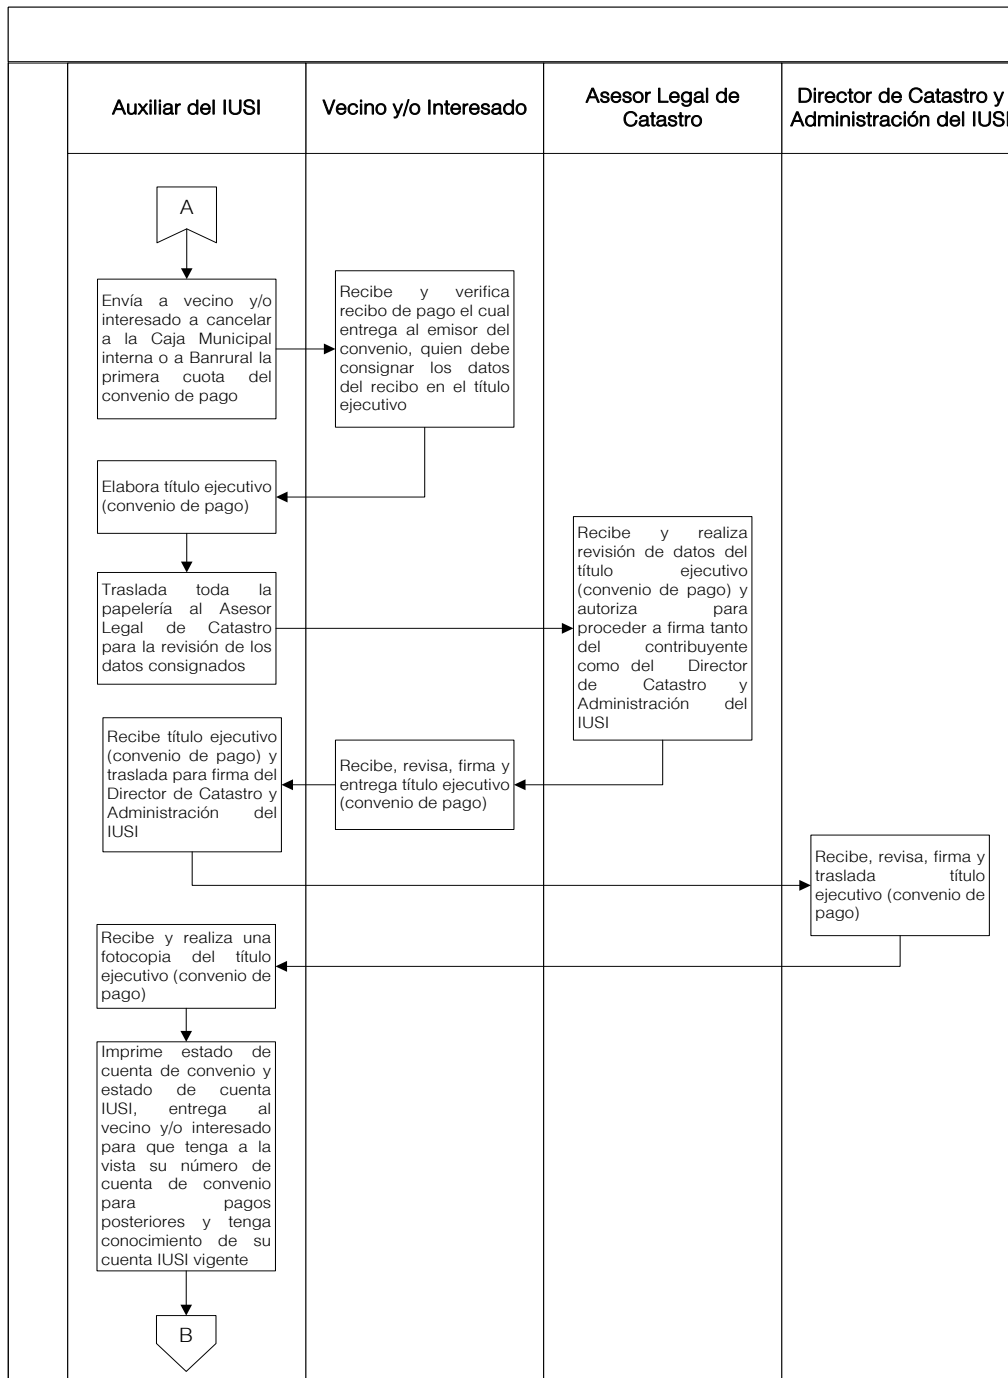 Auxiliar del IUSI
Vecino y/o Interesado
Asesor Legal de
Catastro
Director de Catastro y
Administración del IUSI
A
Envía a vecino y/o
interesado a cancelar
a la Caja Municipal
interna o a Banrural la
primera cuota del
convenio de pago
Recibe y verifica
recibo de pago el cual
entrega al emisor del
convenio, quien debe
consignar los datos
del recibo en el título
ejecutivo
Elabora título ejecutivo
(convenio de pago)
Traslada toda la
papelería al Asesor
Legal de Catastro
para la revisión de los
datos consignados
Recibe y realiza
revisión de datos del
título ejecutivo
(convenio de pago) y
autoriza para
proceder a firma tanto
del contribuyente
como del Director
de Catastro y
Administración del
IUSI
Recibe, revisa, firma y
entrega título ejecutivo
(convenio de pago)
Recibe título ejecutivo
(convenio de pago) y
traslada para firma del
Director de Catastro y
Administración del
IUSI
Recibe, revisa, firma y
traslada título
ejecutivo (convenio de
pago)
Recibe y realiza una
fotocopia del título
ejecutivo (convenio de
pago)
Imprime estado de
cuenta de convenio y
estado de cuenta
IUSI, entrega al
vecino y/o interesado
para que tenga a la
vista su número de
cuenta de convenio
para pagos
posteriores y tenga
conocimiento de su
cuenta IUSI vigente
B